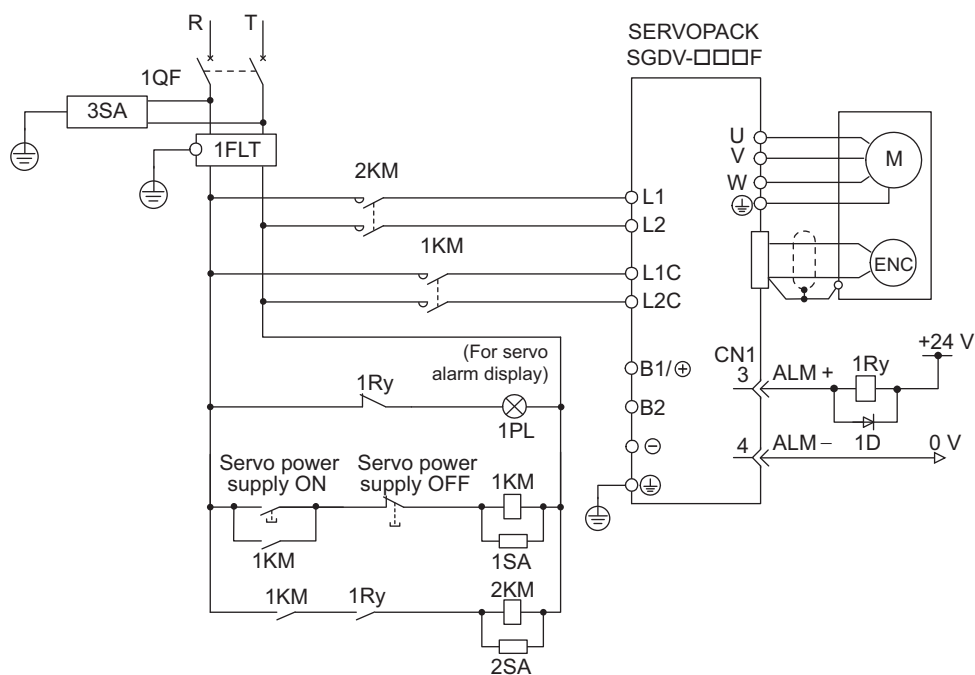 R T
1QF
3SA
1FLT
2KM
1KM
SERVOPACK
SGDV-□□□F
L1
L2
L1C
L2C
B1/⊕
B2
⊖
U
V
W
M
ENC
CN1
3 ALM +
1Ry
+24 V
1D
4 ALM −
0 V
(For servo
alarm display)
1Ry
1PL
Servo power
supply ON
Servo power
supply OFF
1KM
1KM
1SA
1KM
1Ry
2KM
2SA